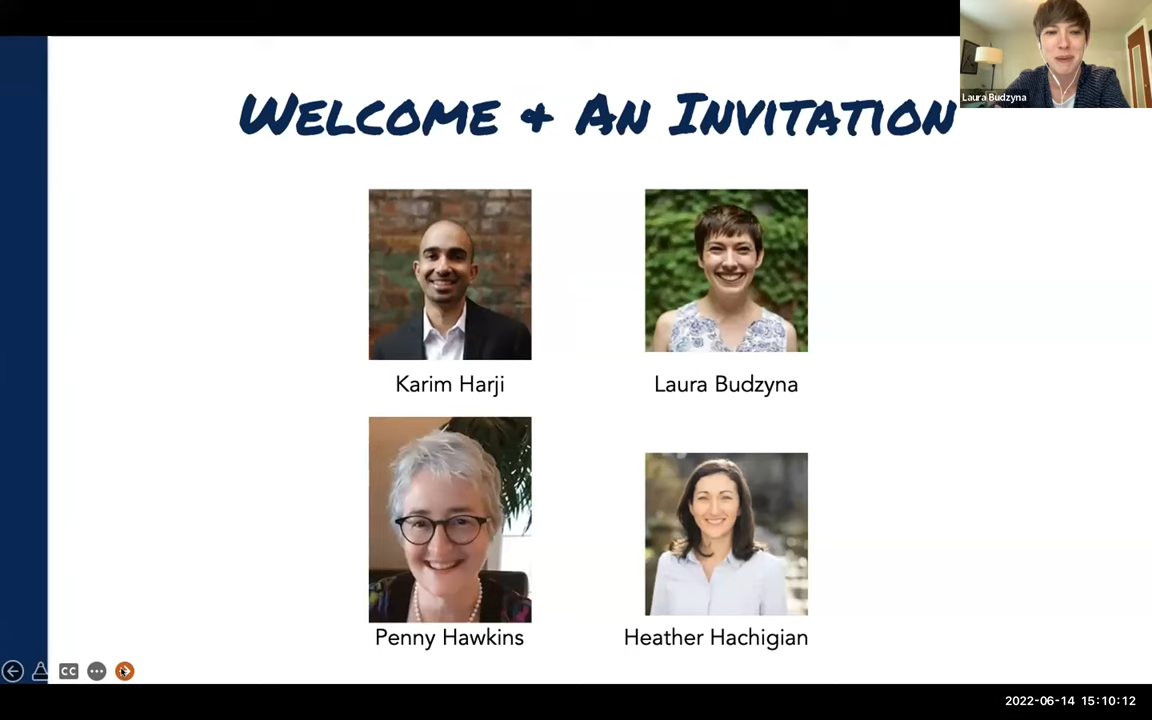 Laura Budzyna
WELCOME & AN INVITATION
Karim Harji
Laura Budzyna
Penny Hawkins
Heather Hachigian
CC
2022-06-14 15:10:12